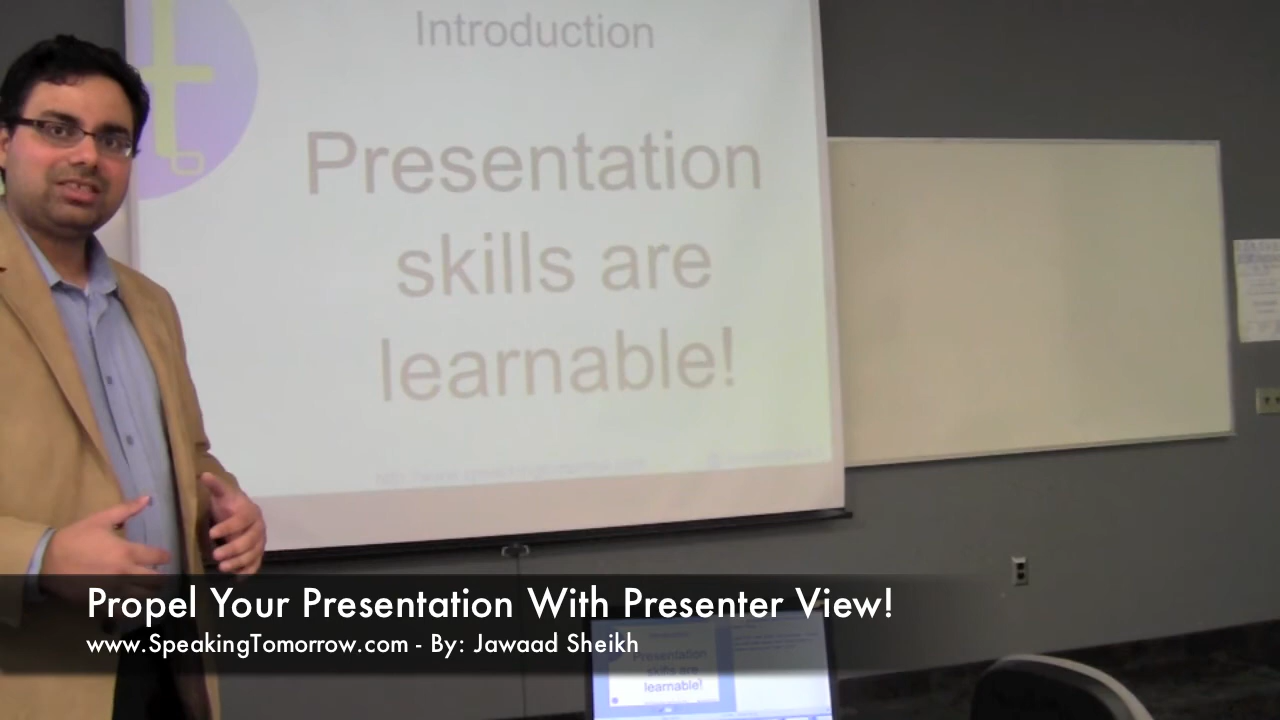 Introduction
Presentation
skills are
learnable!
Propel Your Presentation With Presenter View!
www.SpeakingTomorrow.com - By: Jawaad Sheikh
Presentation
skills are
learnable!